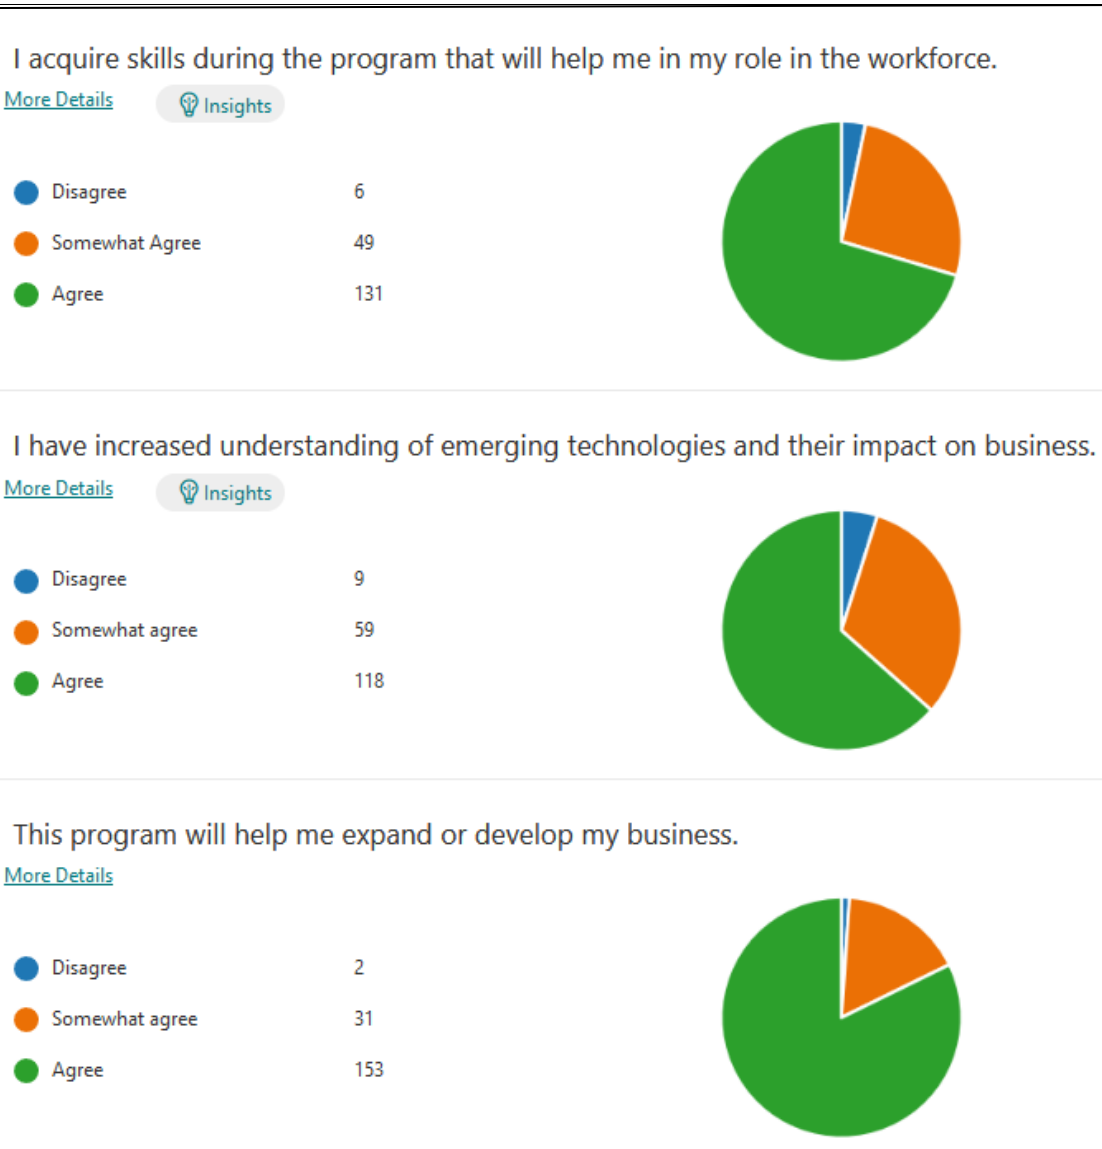 I acquire skills during the program that will help me in my role in the workforce.
More Details Insights
Disagree 6
Somewhat Agree 49
Agree 131
I have increased understanding of emerging technologies and their impact on business.
More Details Insights
Disagree 9
Somewhat agree 59
Agree 118
This program will help me expand or develop my business.
More Details
Disagree 2
Somewhat agree 31
Agree 153